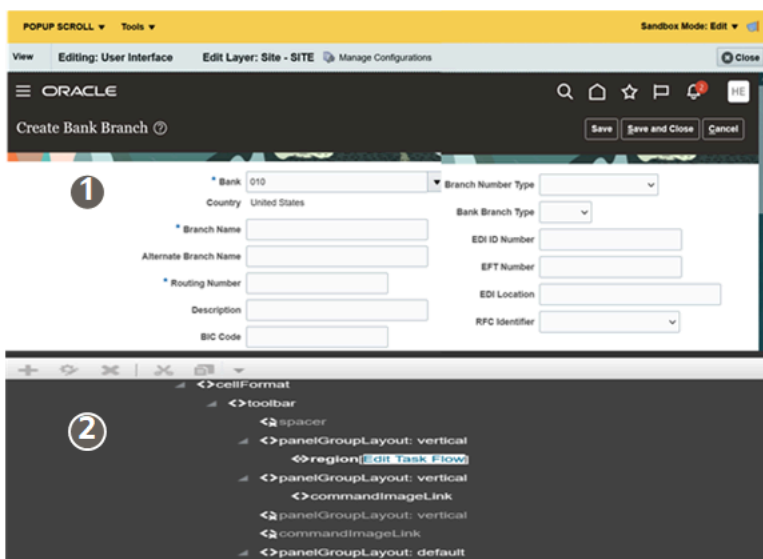 POPUP SCROLL Tools Sandbox Mode: Edit
View Editing: User Interface Edit Layer: Site - SITE Manage Configurations Close
ORACLE 2 HE
Create Bank Branch ? Save Save and Close Cancel
1
* Bank 010
Country United States
* Branch Name
Alternate Branch Name
* Routing Number
Description
BIC Code
Branch Number Type
Bank Branch Type
EDI ID Number
EFT Number
EDI Location
RFC Identifier
2
<>cellFormat
<>toolbar
spacer
<>panelGroupLayout: vertical
<>region[Edit Task Flow]
<>panelGroupLayout: vertical
<>commandImageLink
panelGroupLayout: vertical
commandImageLink
<>panelGroupLayout: default